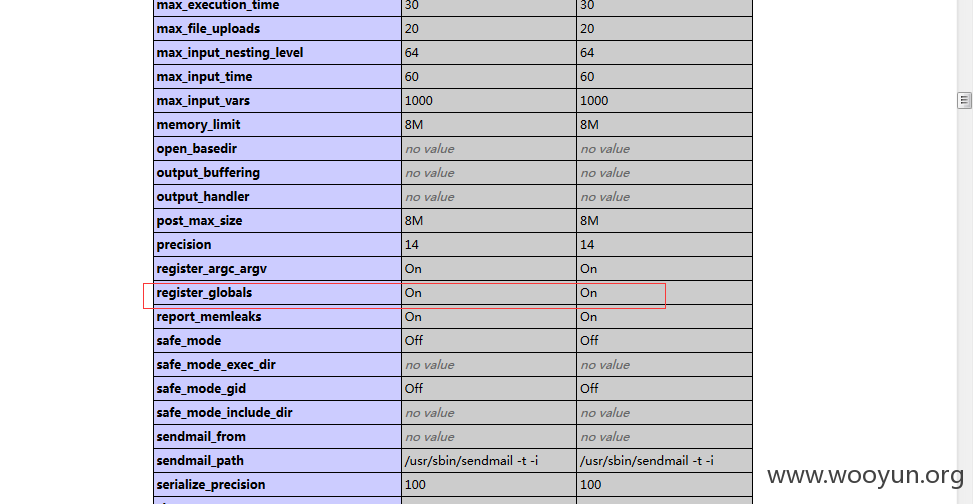 max_execution_time 30 30
max_file_uploads 20 20
max_input_nesting_level 64 64
max_input_time 60 60
max_input_vars 1000 1000
memory_limit 8M 8M
open_basedir no value no value
output_buffering no value no value
output_handler no value no value
post_max_size 8M 8M
precision 14 14
register_argc_argv On On
register_globals On On
report_memleaks On On
safe_mode Off Off
safe_mode_exec_dir no value no value
safe_mode_gid Off Off
safe_mode_include_dir no value no value
sendmail_from no value no value
sendmail_path /usr/sbin/sendmail -t -i /usr/sbin/sendmail -t -i
serialize_precision 100 100
www.wooyun.org